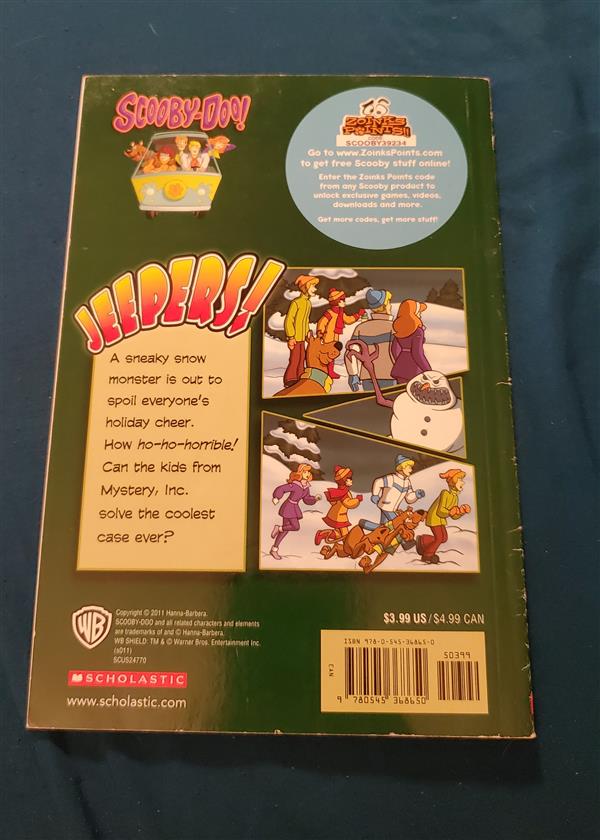 SCOOBY-DOO!
ZOINKS
POINTS!
CODE
SCOOBY39234
Go to www.ZoinksPoints.com
to get free Scooby stuff online!
Enter the Zoinks Points code
from any Scooby product to
unlock exclusive games, videos,
downloads and more.
Get more codes, get more stuff!
JEEPERS!
A sneaky snow
monster is out to
spoil everyone's
holiday cheer.
How ho-ho-horrible!
Can the kids from
Mystery, Inc.
solve the coolest
case ever?
WB
Copyright © 2011 Hanna-Barbera.
SCOOBY-DOO and all related characters and elements
are trademarks of and © Hanna-Barbera.
WB SHIELD: TM & © Warner Bros. Entertainment Inc.
(s011)
SCUS24770
SCHOLASTIC
www.scholastic.com
$3.99 US/$4.99 CAN
ISBN 978-0-545-36865-0
50399
CAN
9 780545 368650